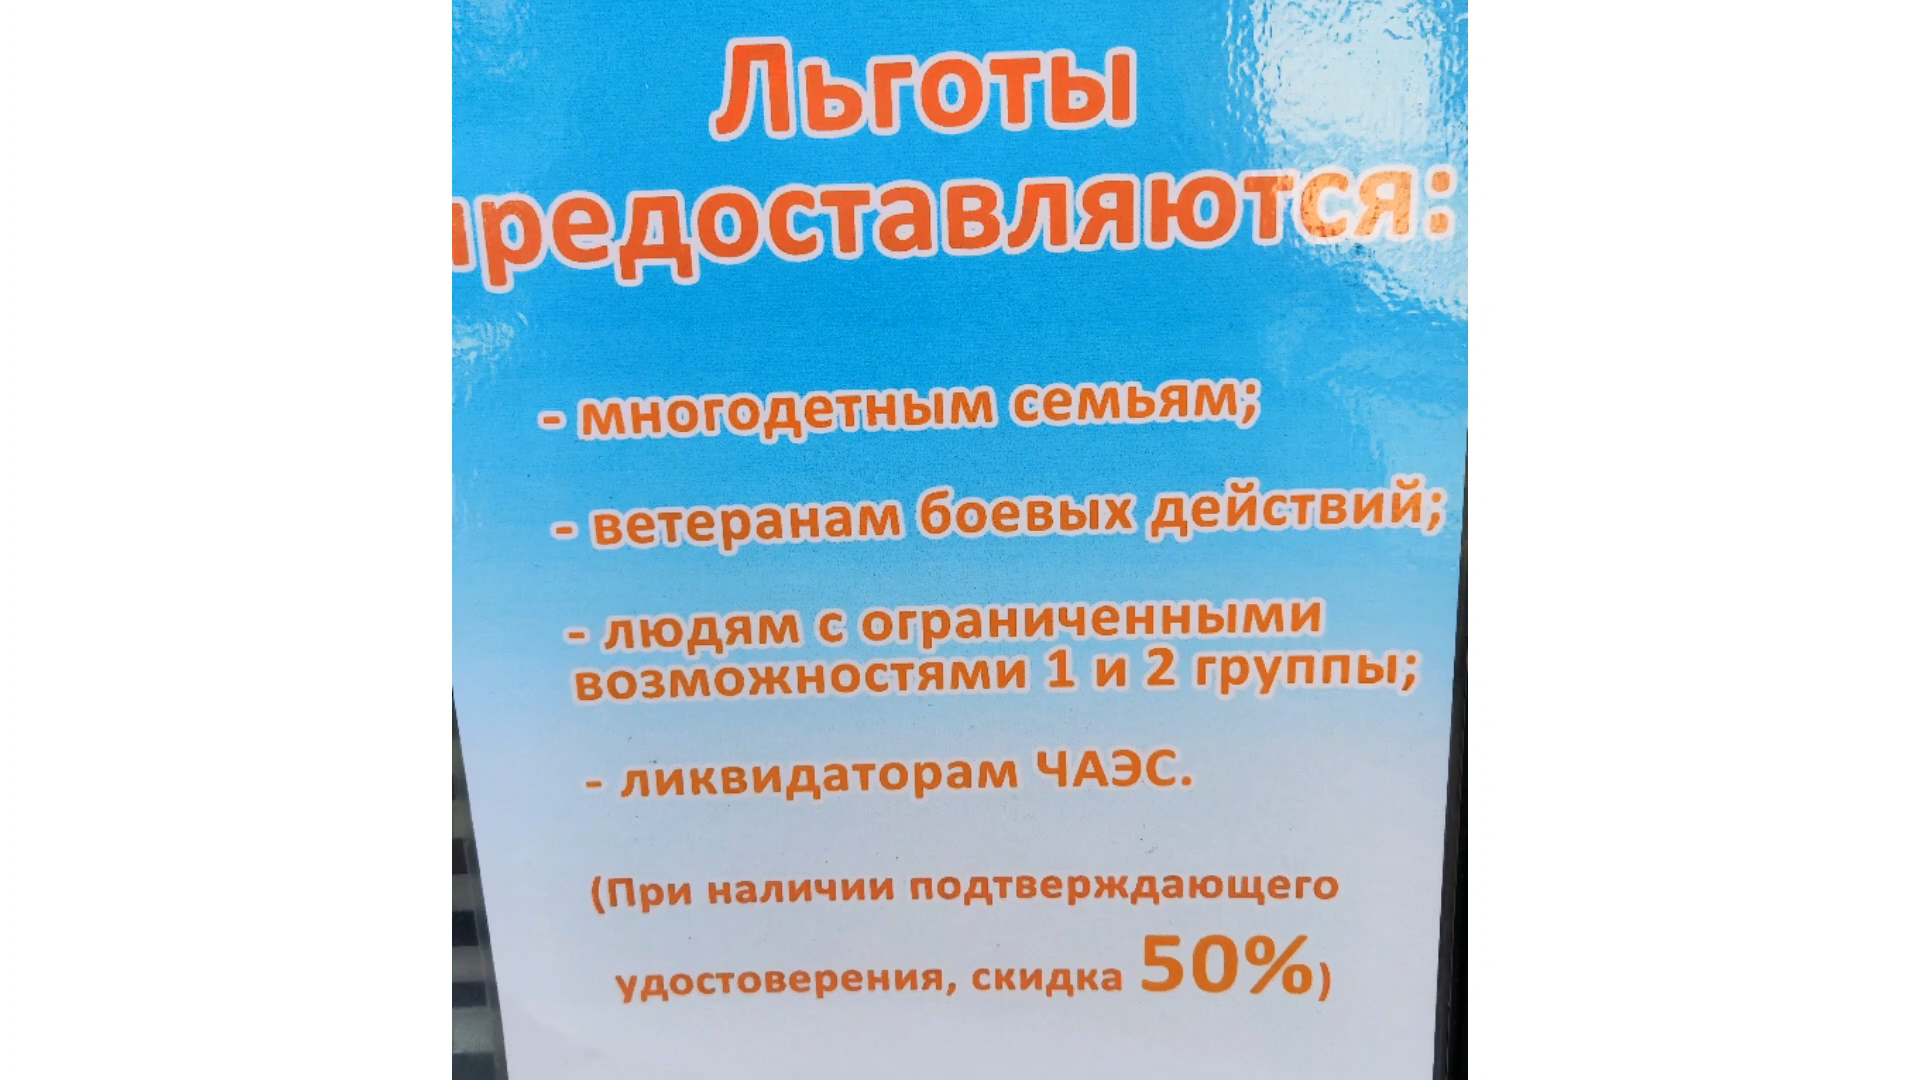 Льготы
предоставляются:
- многодетным семьям;
- ветеранам боевых действий;
- людям с ограниченными
возможностями 1 и 2 группы;
- ликвидаторам ЧАЭС.
(При наличии подтверждающего
удостоверения, скидка 50%)